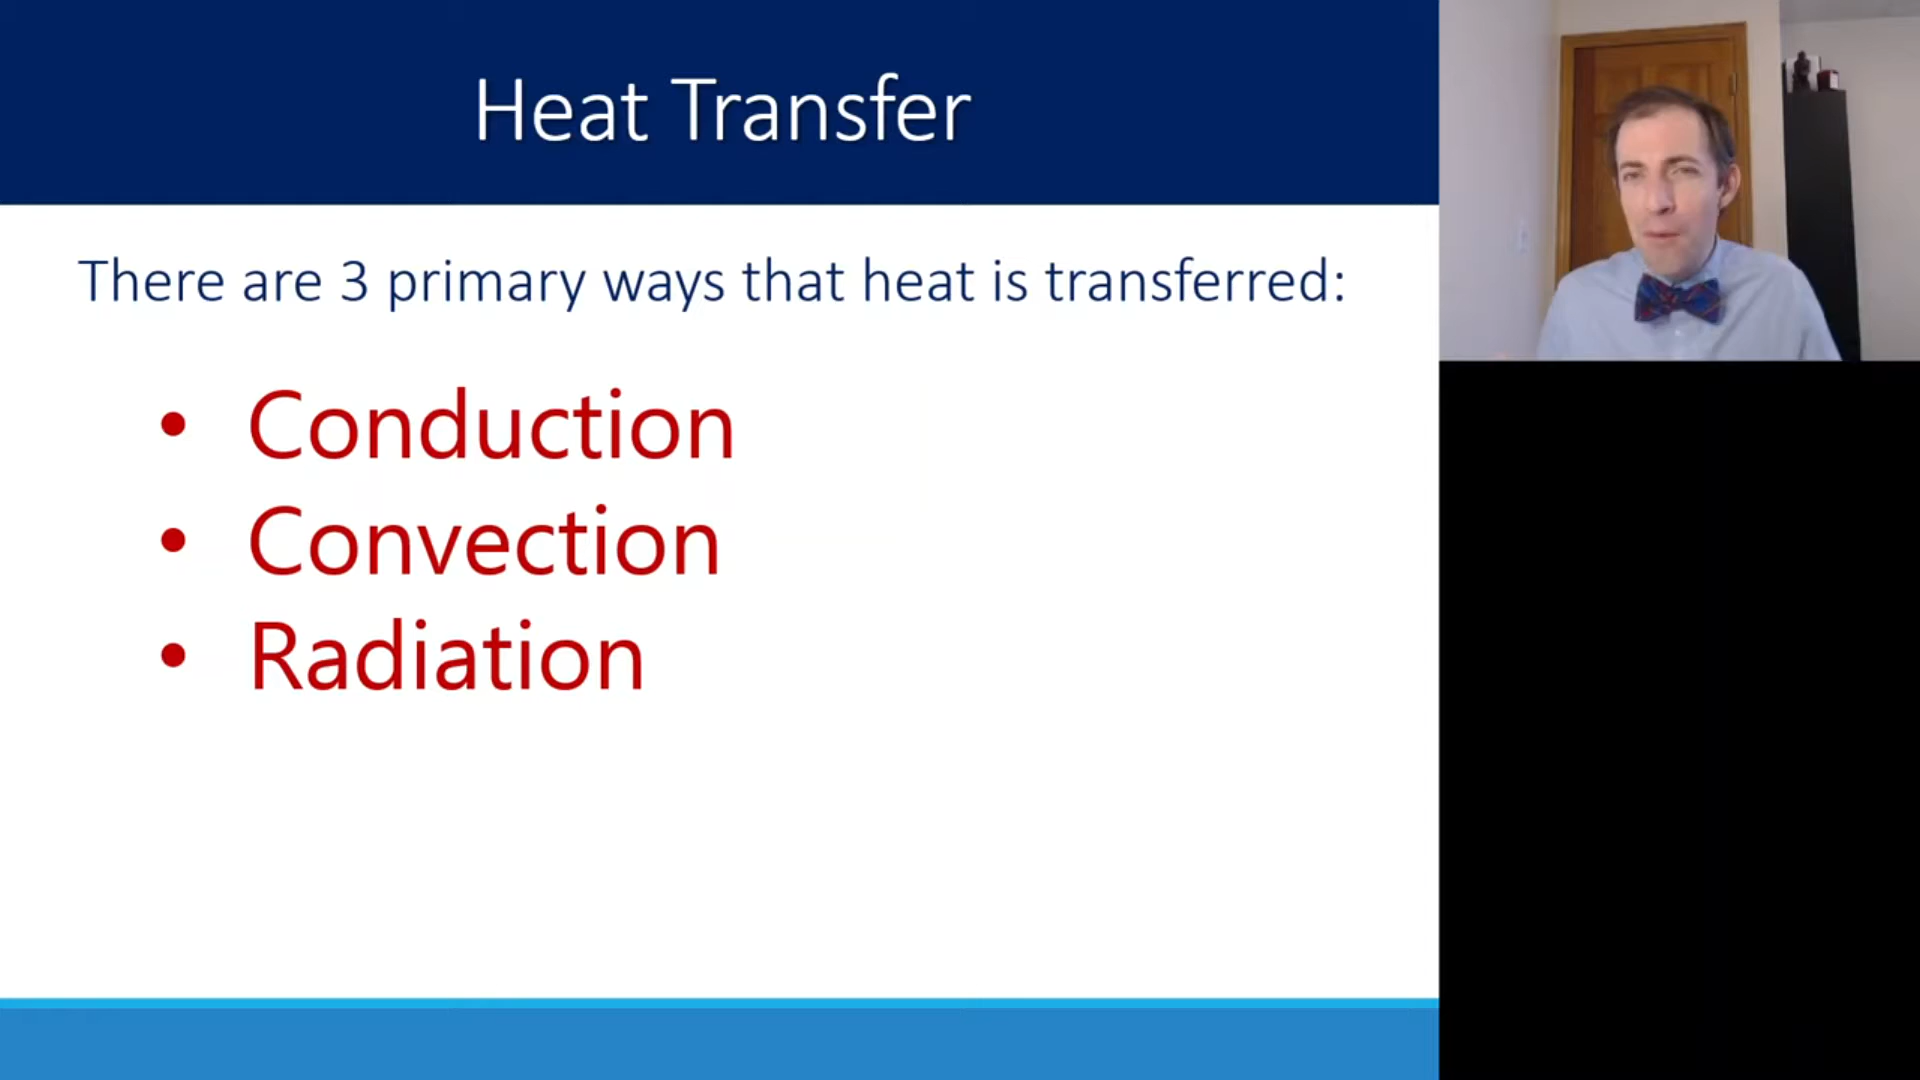 Heat Transfer
There are 3 primary ways that heat is transferred:
• Conduction
• Convection
• Radiation